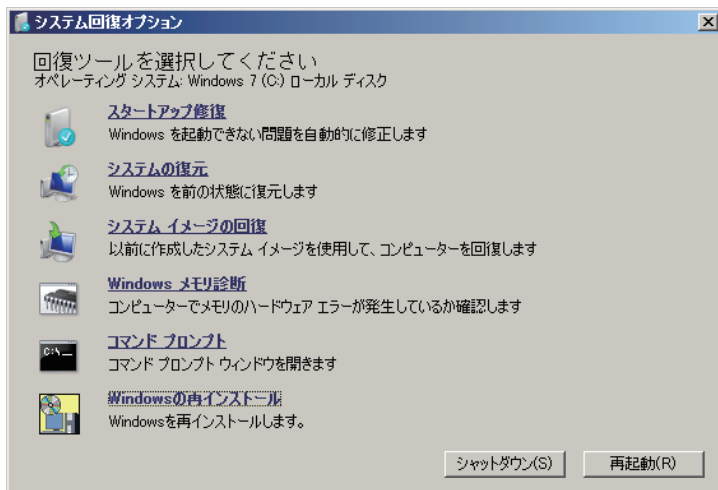 システム回復オプション
回復ツールを選択してください
オペレーティング システム: Windows 7 (C:) ローカル ディスク
スタートアップ修復
Windows を起動できない問題を自動的に修正します
システムの復元
Windows を前の状態に復元します
システム イメージの回復
以前に作成したシステム イメージを使用して、コンピューターを回復します
Windows メモリ診断
コンピューターでメモリのハードウェア エラーが発生しているか確認します
C:\_
コマンド プロンプト
コマンド プロンプト ウィンドウを開きます
Windowsの再インストール
Windowsを再インストールします。
シャットダウン(S)
再起動(R)